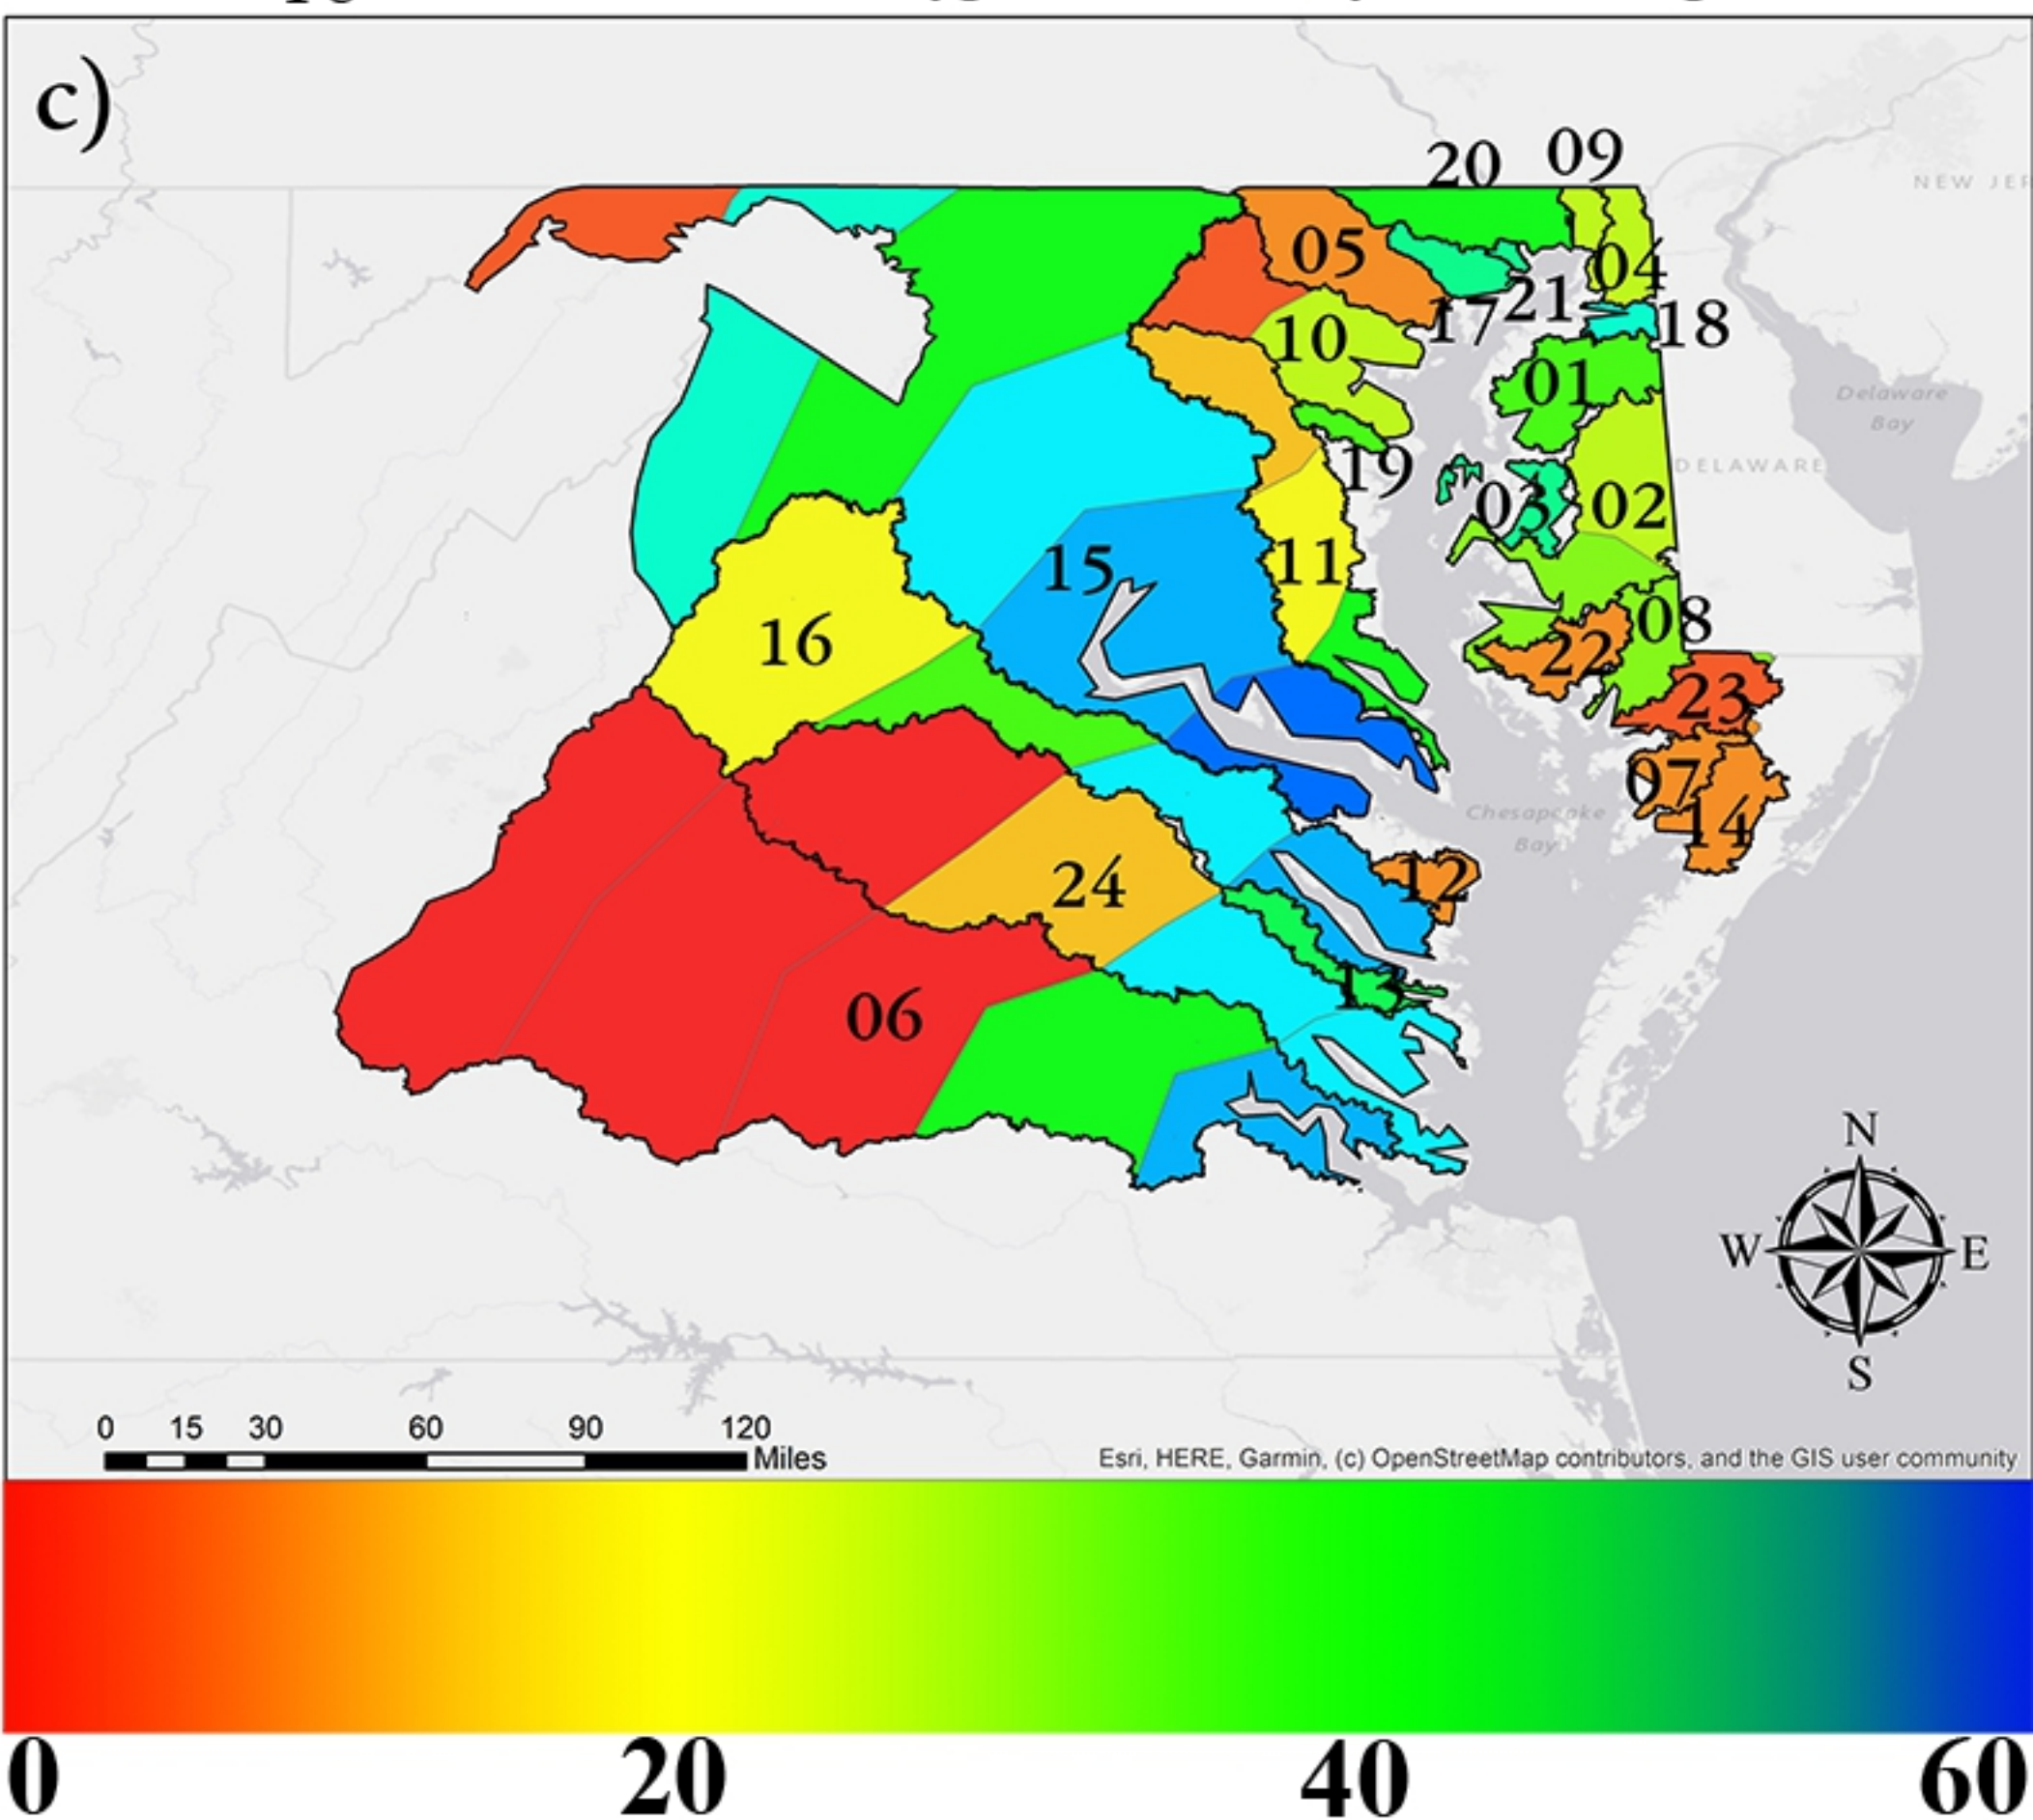 c)
20 09
NEW JER
05
04
21
17
18
10
01
Delaware
Bay
19
DELAWARE
03
02
15
11
16
08
22
23
07
14
Chesapeake
Bay
24
12
13
06
N
W E
S
0 15 30 60 90 120
Miles
Esri, HERE, Garmin, (c) OpenStreetMap contributors, and the GIS user community
0 20 40 60